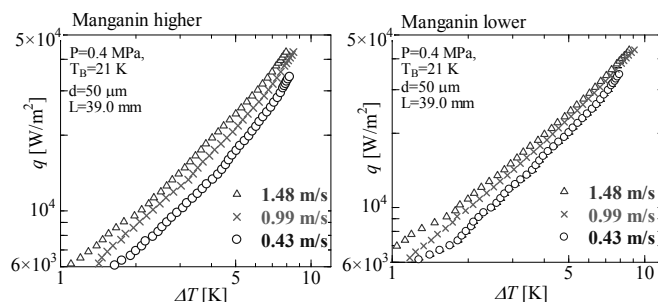 Manganin higher
5×10⁴
P=0.4 MPa,
T_B=21 K
d=50 μm
L=39.0 mm
q [W/m²]
10⁴
6×10³
△ 1.48 m/s
× 0.99 m/s
○ 0.43 m/s
1 5 10
ΔT [K]
Manganin lower
5×10⁴
P=0.4 MPa,
T_B=21 K
d=50 μm
L=39.0 mm
q [W/m²]
10⁴
6×10³
△ 1.48 m/s
× 0.99 m/s
○ 0.43 m/s
1 5 10
ΔT [K]